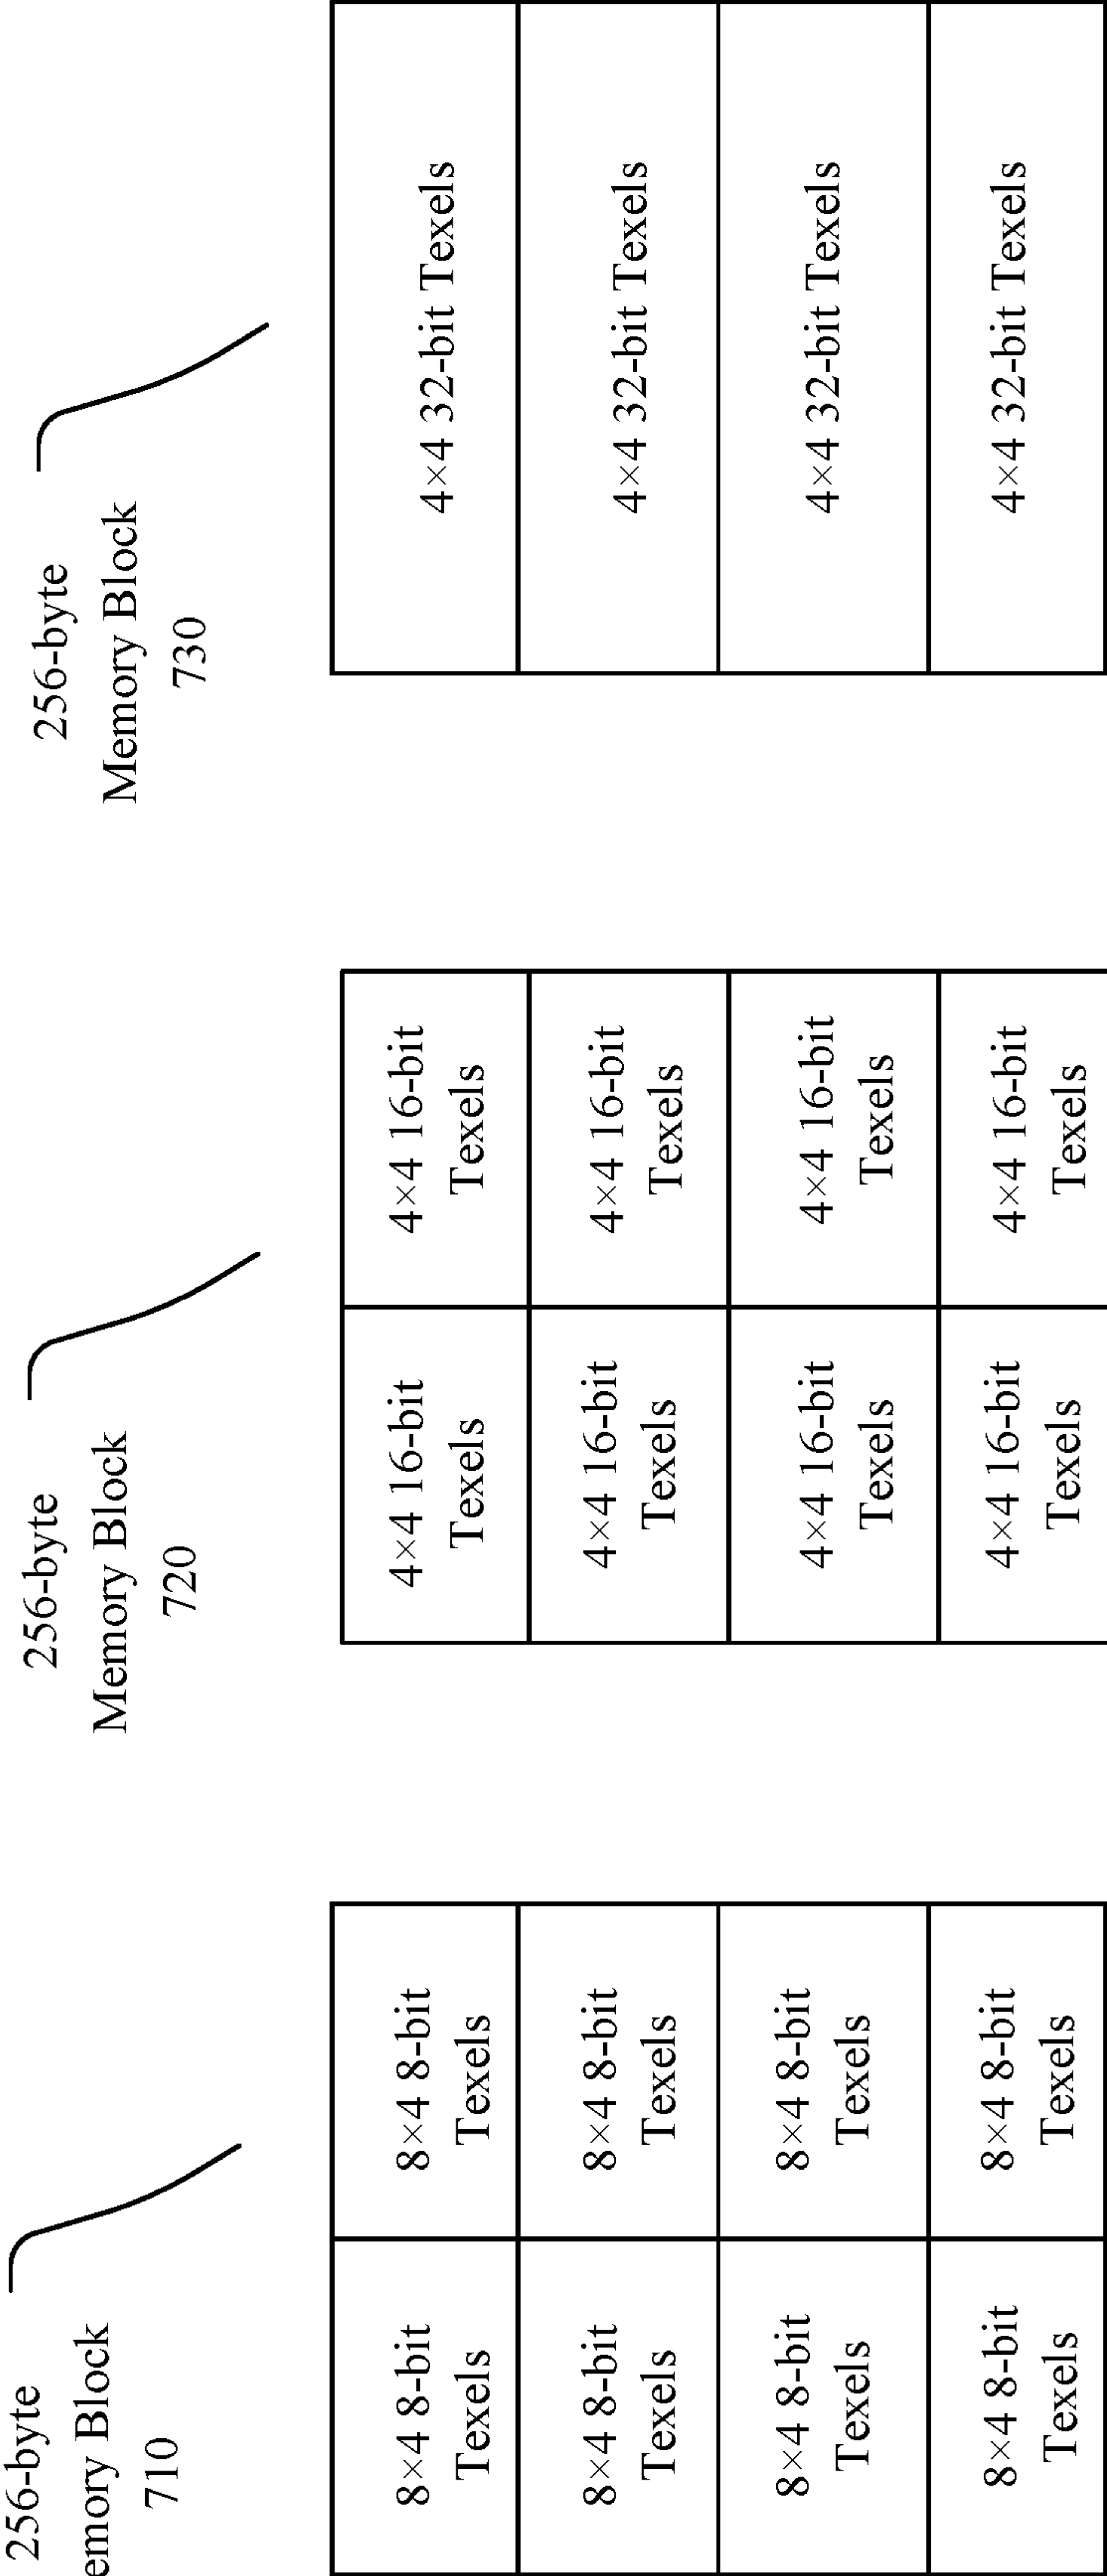 256-byte
emory Block
710
8×4 8-bit
Texels
8×4 8-bit
Texels
8×4 8-bit
Texels
8×4 8-bit
Texels
8×4 8-bit
Texels
8×4 8-bit
Texels
8×4 8-bit
Texels
8×4 8-bit
Texels
256-byte
Memory Block
720
4×4 16-bit
Texels
4×4 16-bit
Texels
4×4 16-bit
Texels
4×4 16-bit
Texels
4×4 16-bit
Texels
4×4 16-bit
Texels
4×4 16-bit
Texels
4×4 16-bit
Texels
256-byte
Memory Block
730
4×4 32-bit Texels
4×4 32-bit Texels
4×4 32-bit Texels
4×4 32-bit Texels